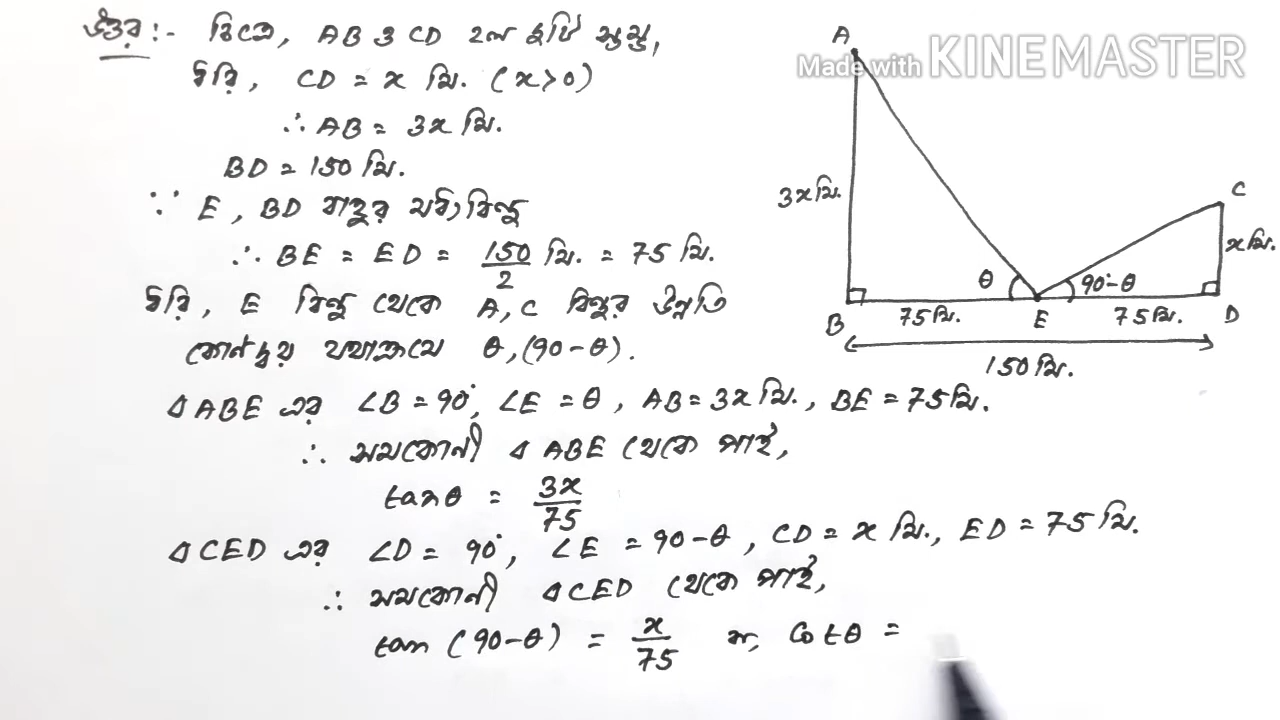 উত্তর :- চিত্রে, AB ও CD হল দুটি স্তম্ভ,
ধরি, CD = x মি. (x>0)
∴ AB = 3x মি.
BD = 150 মি.
∵ E, BD বাহুর মধ্যবিন্দু
∴ BE = ED = 150/2 মি. = 75 মি.
ধরি, E বিন্দু থেকে A, C বিন্দুর উন্নতি
কোণদ্বয় যথাক্রমে θ, (90-θ).
△ABE এর ∠B = 90°, ∠E = θ, AB = 3x মি., BE = 75 মি.
∴ সমকোণী △ABE থেকে পাই,
tanθ = 3x/75
△CED এর ∠D = 90°, ∠E = 90-θ, CD = x মি., ED = 75 মি.
∴ সমকোণী △CED থেকে পাই,
tan (90-θ) = x/75 বা, cotθ =
A
Made with KINEMASTER
C
3x মি.
x মি.
θ
90°-θ
B
75 মি.
E
75 মি.
D
150 মি.